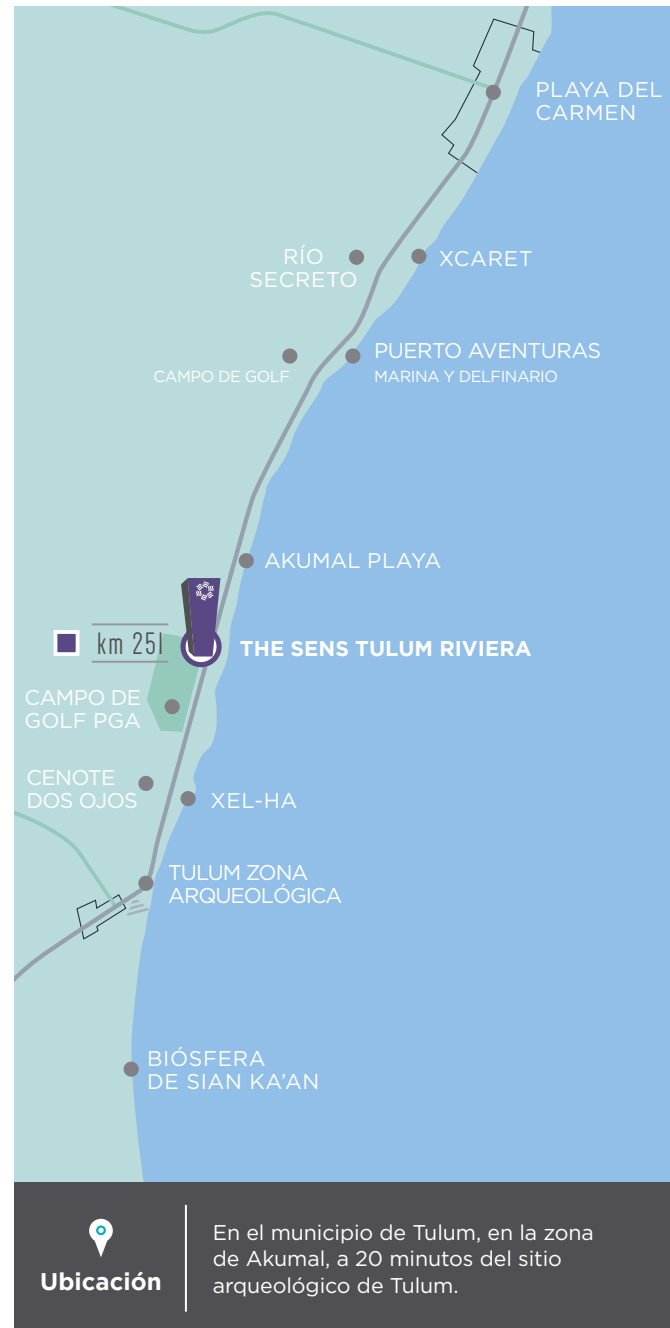 PLAYA DEL
CARMEN
RÍO
SECRETO
XCARET
CAMPO DE GOLF
PUERTO AVENTURAS
MARINA Y DELFINARIO
AKUMAL PLAYA
km 251
THE SENS TULUM RIVIERA
CAMPO DE
GOLF PGA
CENOTE
DOS OJOS
XEL-HA
TULUM ZONA
ARQUEOLÓGICA
BIÓSFERA
DE SIAN KA’AN
Ubicación
En el municipio de Tulum, en la zona
de Akumal, a 20 minutos del sitio
arqueológico de Tulum.